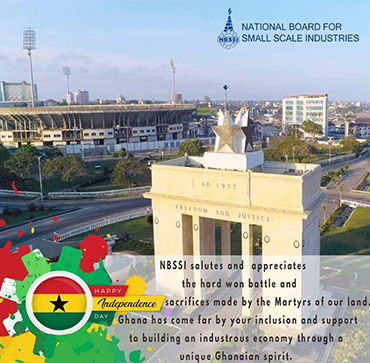 NATIONAL BOARD FOR
SMALL SCALE INDUSTRIES
NBSSI
HAPPY
AD 1957
FREEDOM AND JUSTICE
HAPPY
Independence
DAY
NBSSI salutes and appreciates
the hard won battle and
sacrifices made by the Martyrs of our land.
Ghana has come far by your inclusion and support
to building an industrous economy through a
unique Ghanaian spirit.